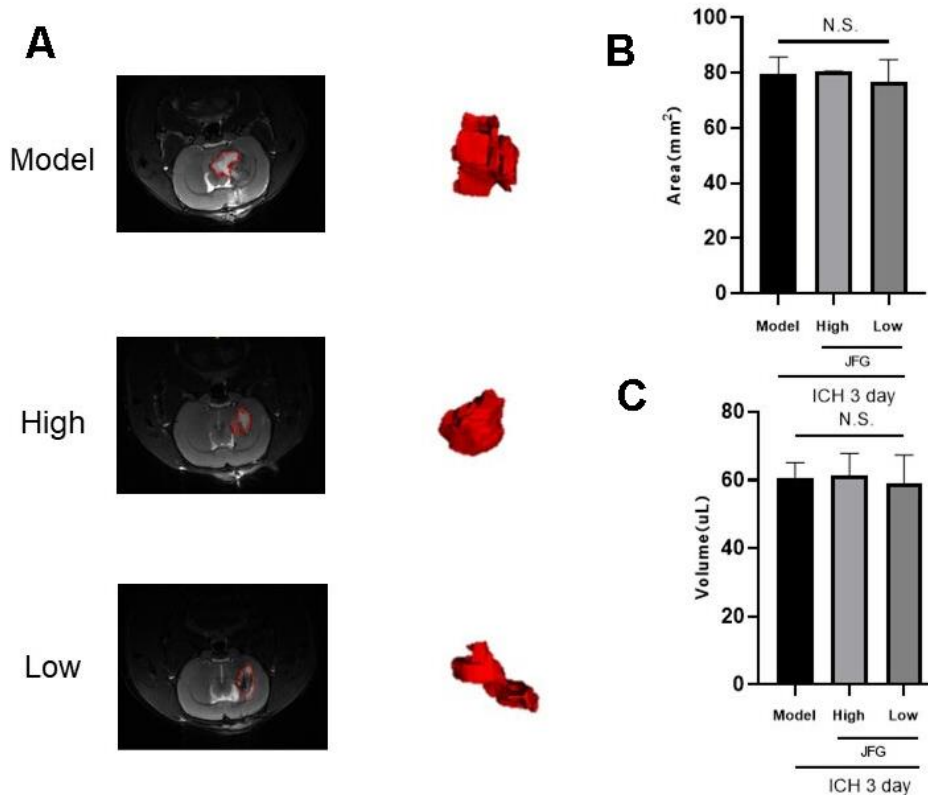 A
Model
High
Low
B
N.S.
100
80
60
40
20
0
Area(mm²)
Model High Low
JFG
ICH 3 day
C
N.S.
80
60
40
20
0
Volume(uL)
Model High Low
JFG
ICH 3 day